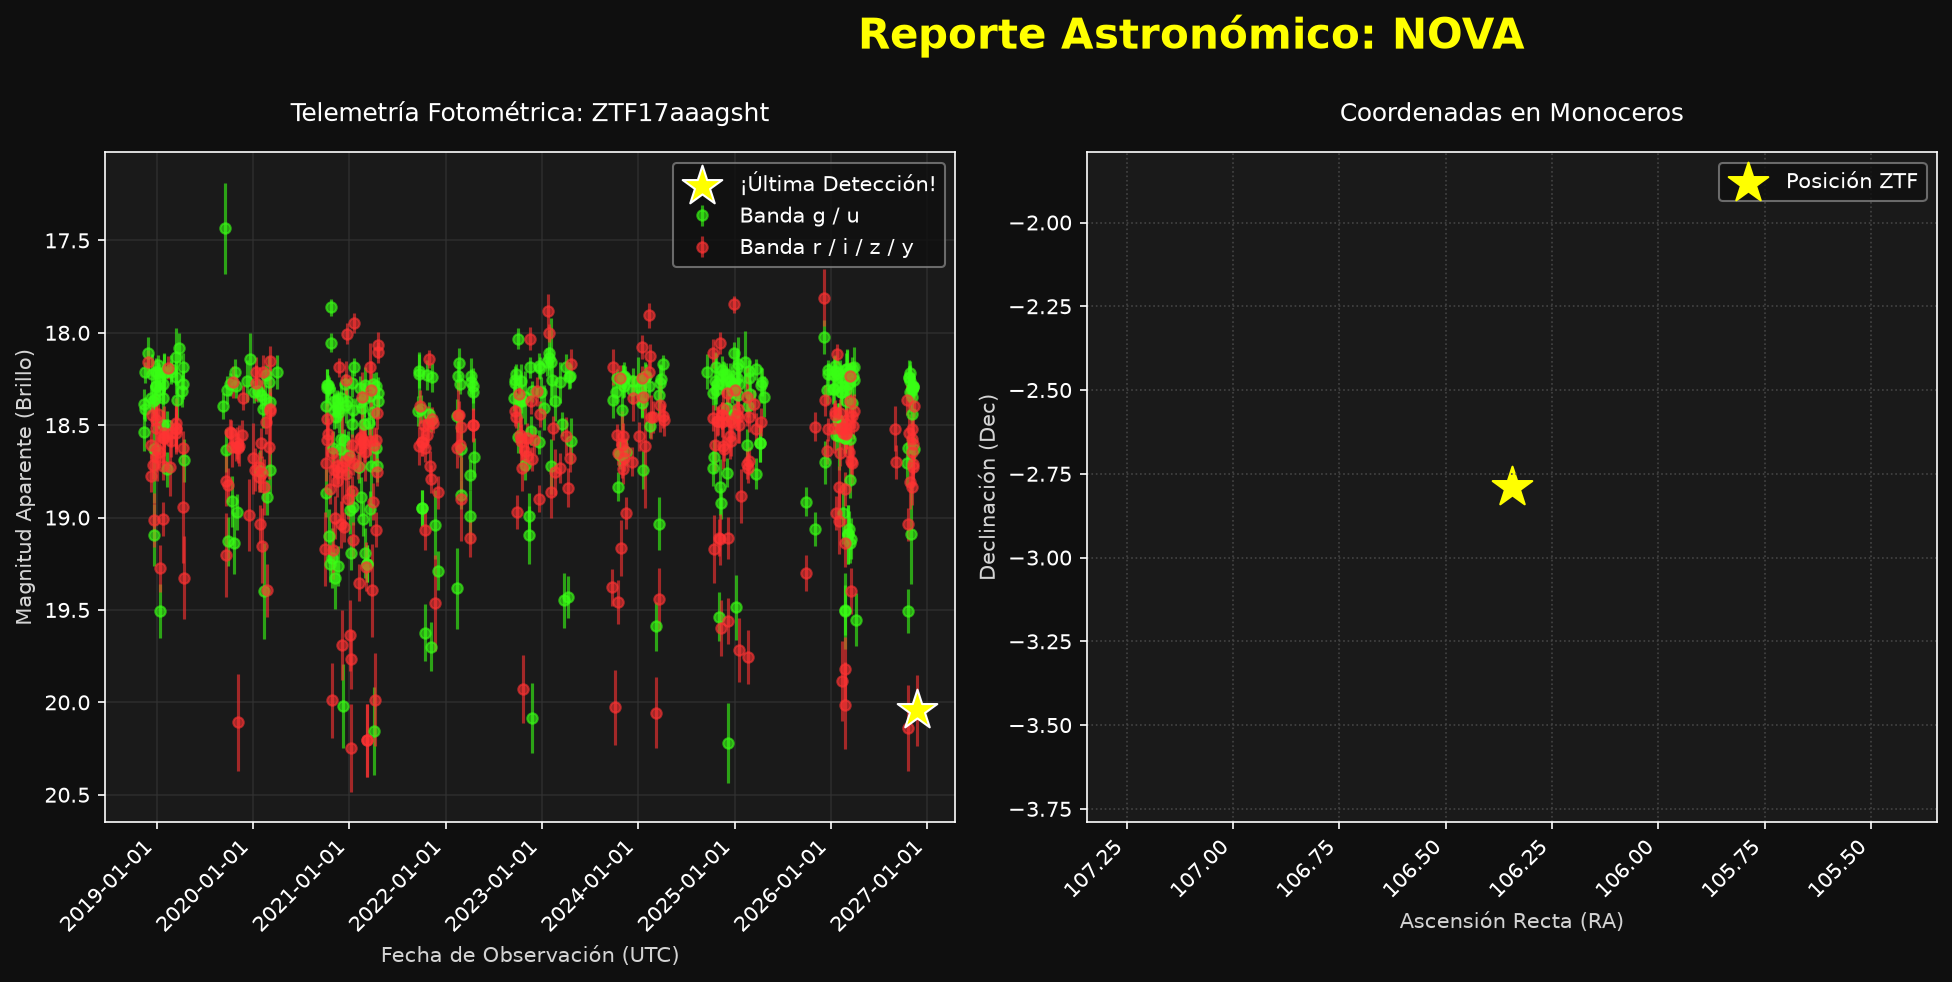 Reporte Astronómico: NOVA
Telemetría Fotométrica: ZTF17aaagsht
¡Última Detección!
Banda g / u
Banda r / i / z / y
Magnitud Aparente (Brillo)
17.5
18.0
18.5
19.0
19.5
20.0
20.5
2019-01-01
2020-01-01
2021-01-01
2022-01-01
2023-01-01
2024-01-01
2025-01-01
2026-01-01
2027-01-01
Fecha de Observación (UTC)
Coordenadas en Monoceros
Posición ZTF
Declinación (Dec)
−2.00
−2.25
−2.50
−2.75
−3.00
−3.25
−3.50
−3.75
107.25
107.00
106.75
106.50
106.25
106.00
105.75
105.50
Ascensión Recta (RA)